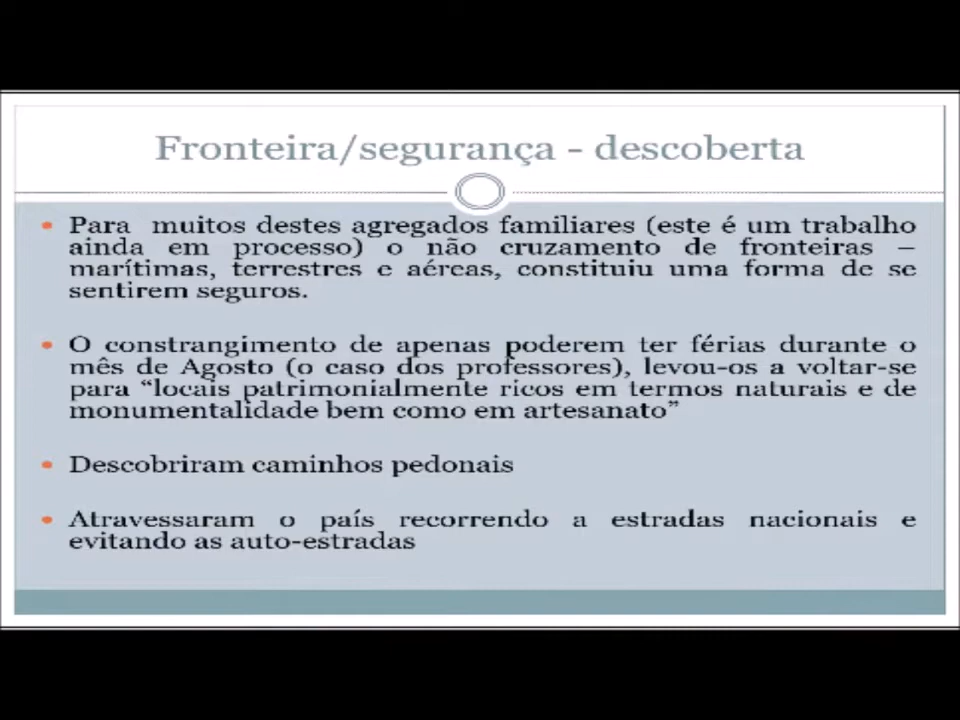 Fronteira/segurança - descoberta
• Para muitos destes agregados familiares (este é um trabalho
ainda em processo) o não cruzamento de fronteiras –
marítimas, terrestres e aéreas, constituiu uma forma de se
sentirem seguros.
• O constrangimento de apenas poderem ter férias durante o
mês de Agosto (o caso dos professores), levou-os a voltar-se
para “locais patrimonialmente ricos em termos naturais e de
monumentalidade bem como em artesanato”
• Descobriram caminhos pedonais
• Atravessaram o país recorrendo a estradas nacionais e
evitando as auto-estradas